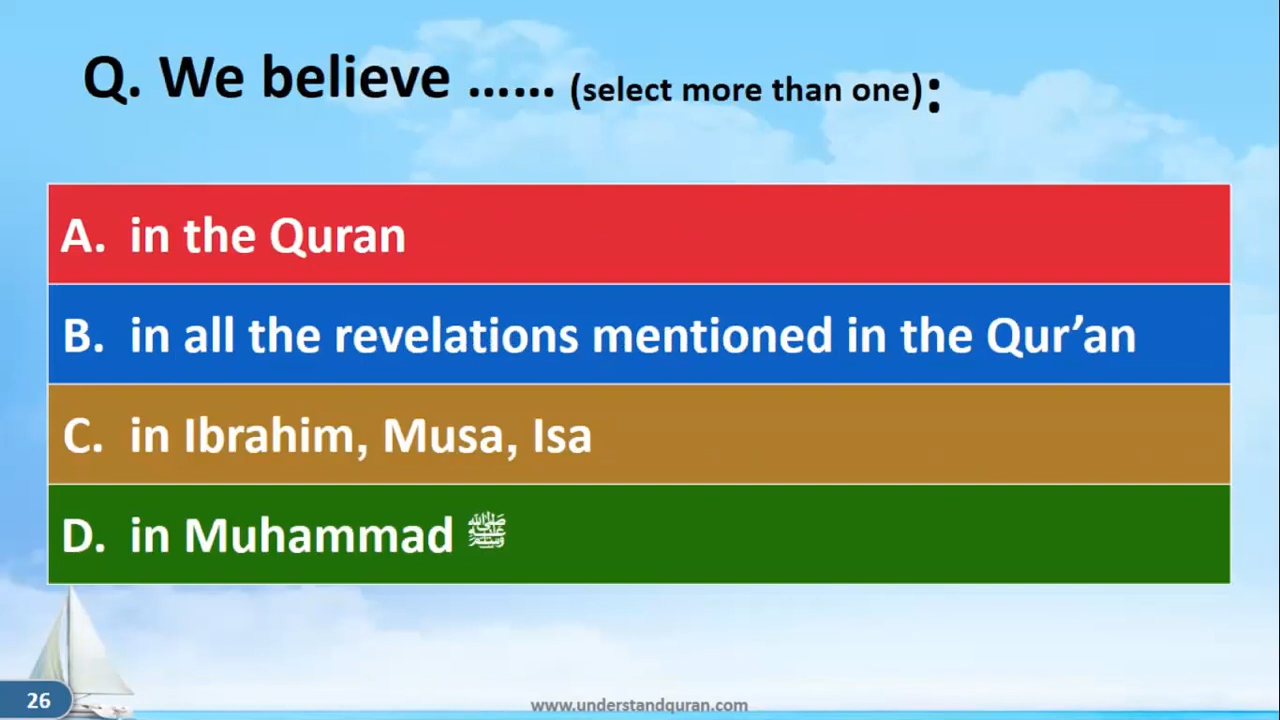 Q. We believe ...... (select more than one):
A. in the Quran
B. in all the revelations mentioned in the Qur’an
C. in Ibrahim, Musa, Isa
D. in Muhammad ﷺ
26
www.understandquran.com